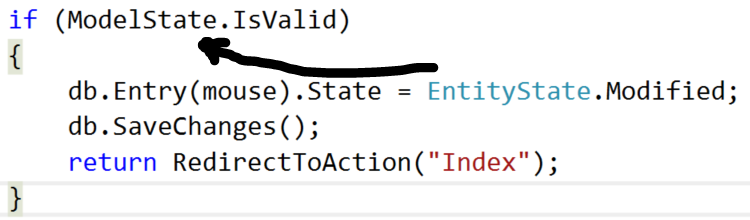 if (ModelState.IsValid)
{
    db.Entry(mouse).State = EntityState.Modified;
    db.SaveChanges();
    return RedirectToAction("Index");
}